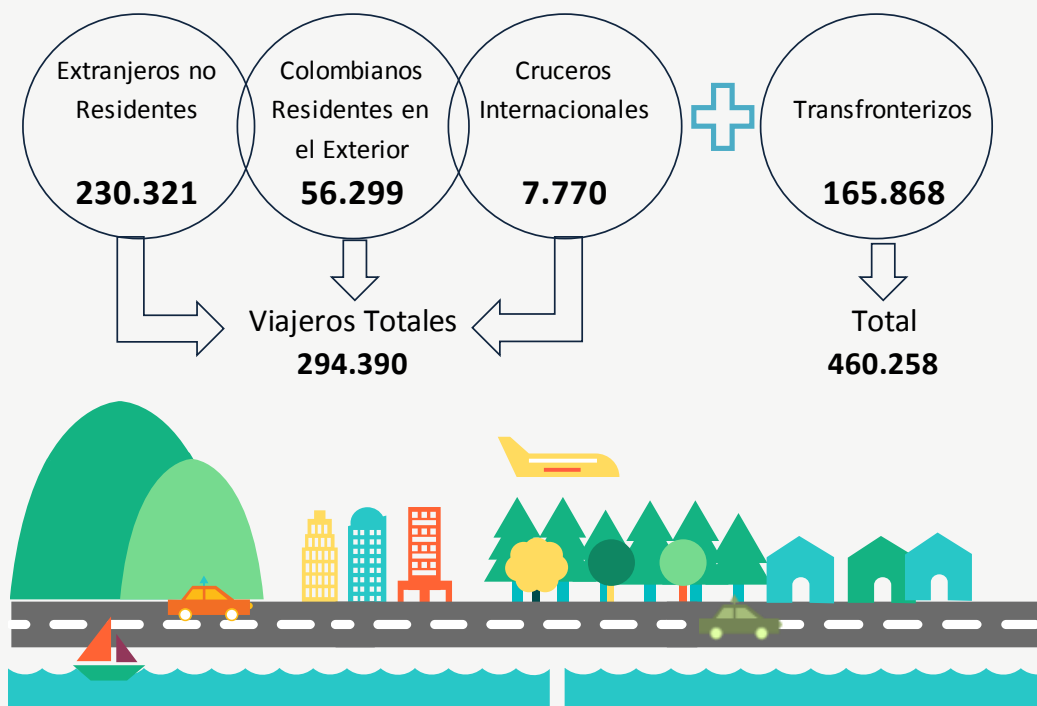 Extranjeros no
Residentes
230.321
Colombianos
Residentes en
el Exterior
56.299
Cruceros
Internacionales
7.770
Transfronterizos
165.868
Viajeros Totales
294.390
Total
460.258